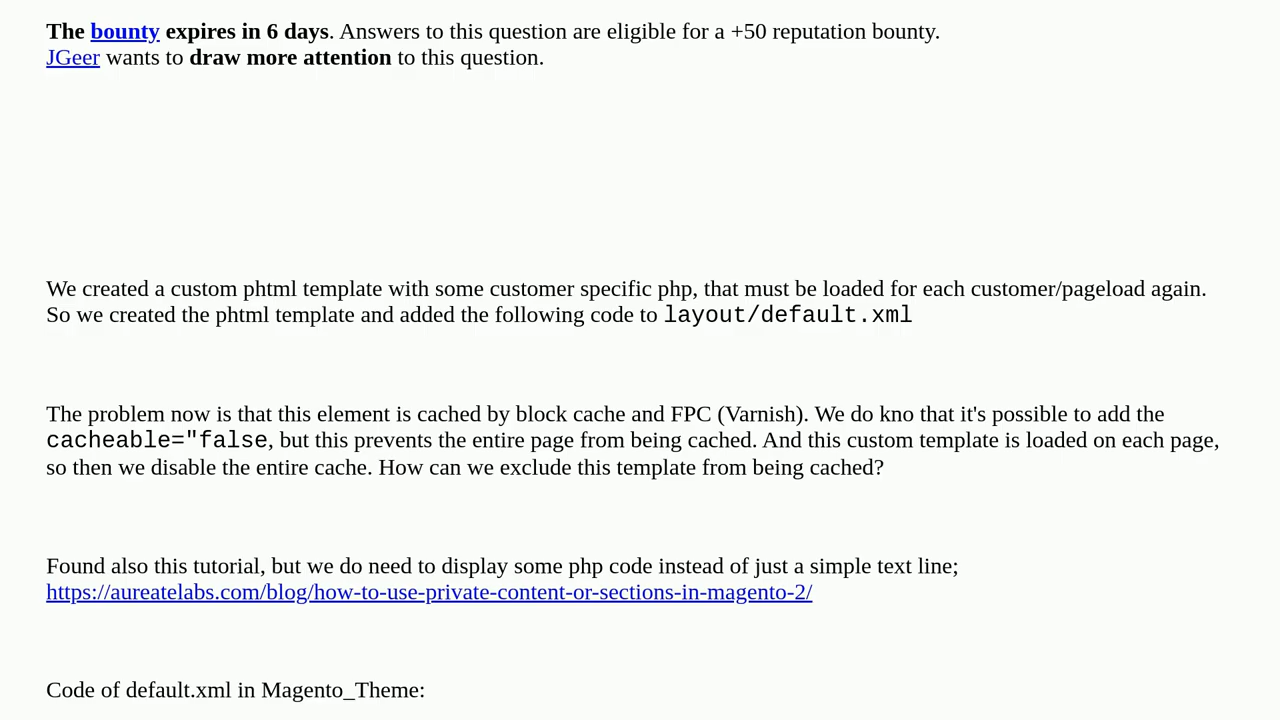 The bounty expires in 6 days. Answers to this question are eligible for a +50 reputation bounty.
JGeer wants to draw more attention to this question.
We created a custom phtml template with some customer specific php, that must be loaded for each customer/pageload again.
So we created the phtml template and added the following code to layout/default.xml
The problem now is that this element is cached by block cache and FPC (Varnish). We do kno that it's possible to add the
cacheable="false, but this prevents the entire page from being cached. And this custom template is loaded on each page,
so then we disable the entire cache. How can we exclude this template from being cached?
Found also this tutorial, but we do need to display some php code instead of just a simple text line;
https://aureatelabs.com/blog/how-to-use-private-content-or-sections-in-magento-2/
Code of default.xml in Magento_Theme: